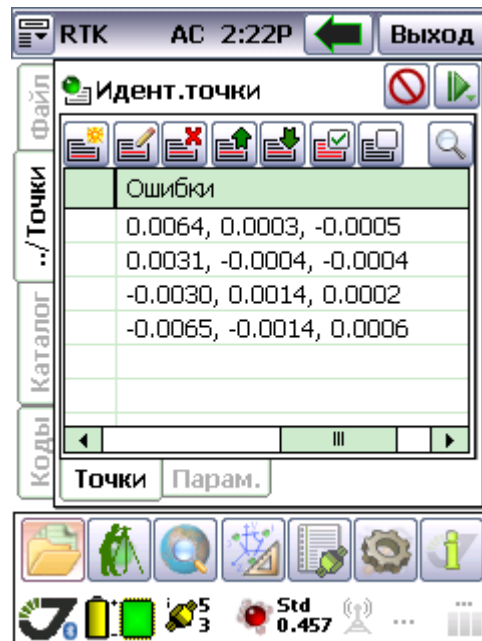 RTK AC 2:22P Выход
Файл
../Точки
Каталог
Коды
Идент.точки
Ошибки
0.0064, 0.0003, -0.0005
0.0031, -0.0004, -0.0004
-0.0030, 0.0014, 0.0002
-0.0065, -0.0014, 0.0006
Точки Парам.
5
3
Std
0.457
...